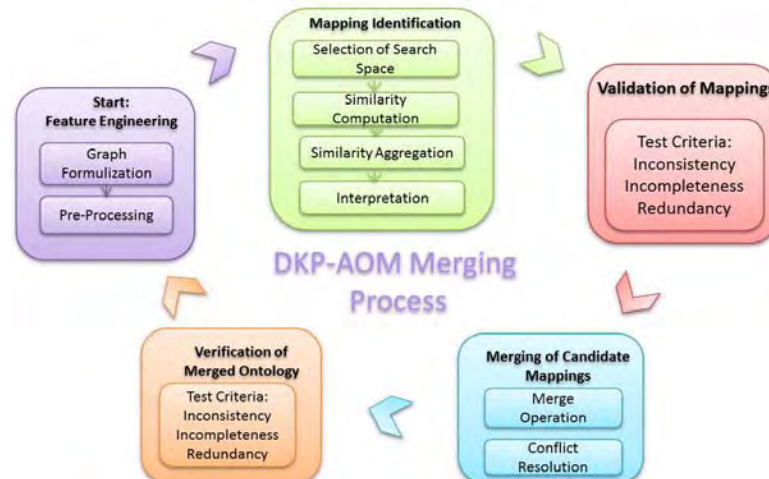 Start:
Feature Engineering
Graph
Formulization
Pre-Processing
Mapping Identification
Selection of Search
Space
Similarity
Computation
Similarity Aggregation
Interpretation
Validation of Mappings
Test Criteria:
Inconsistency
Incompleteness
Redundancy
DKP-AOM Merging
Process
Merging of Candidate
Mappings
Merge
Operation
Conflict
Resolution
Verification of
Merged Ontology
Test Criteria:
Inconsistency
Incompleteness
Redundancy